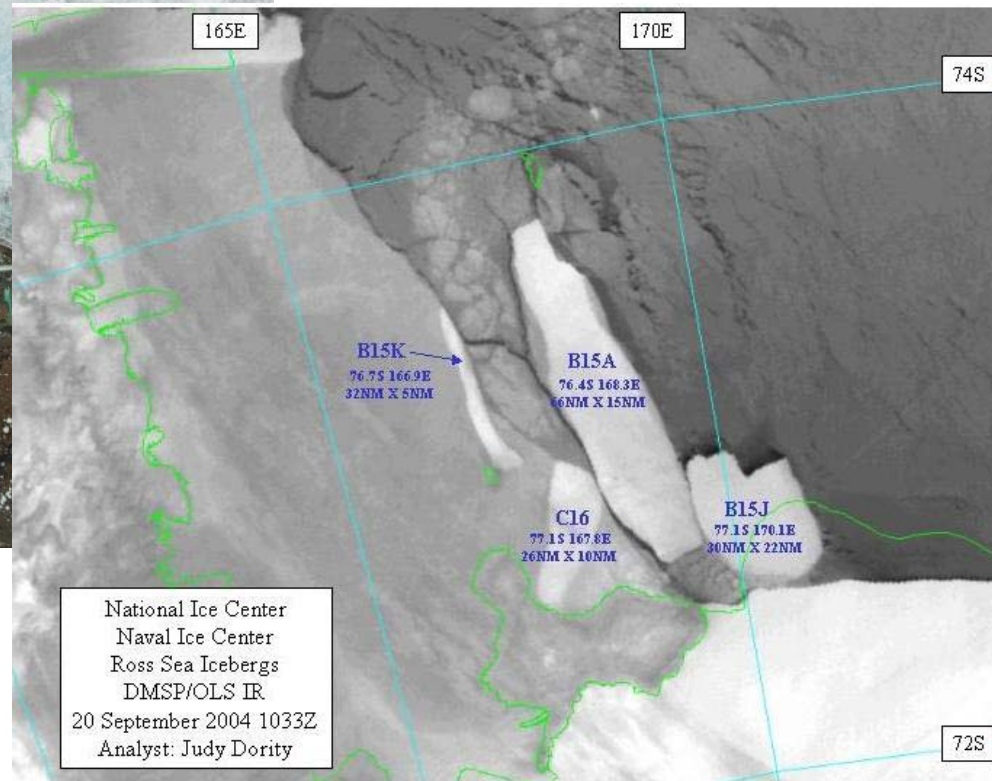 165E
170E
74S
B15K
76.7S 166.9E
32NM X 5NM
B15A
76.4S 168.3E
66NM X 15NM
C16
77.1S 167.8E
26NM X 10NM
B15J
77.1S 170.1E
30NM X 22NM
National Ice Center
Naval Ice Center
Ross Sea Icebergs
DMSP/OLS IR
20 September 2004 1033Z
Analyst: Judy Dority
72S